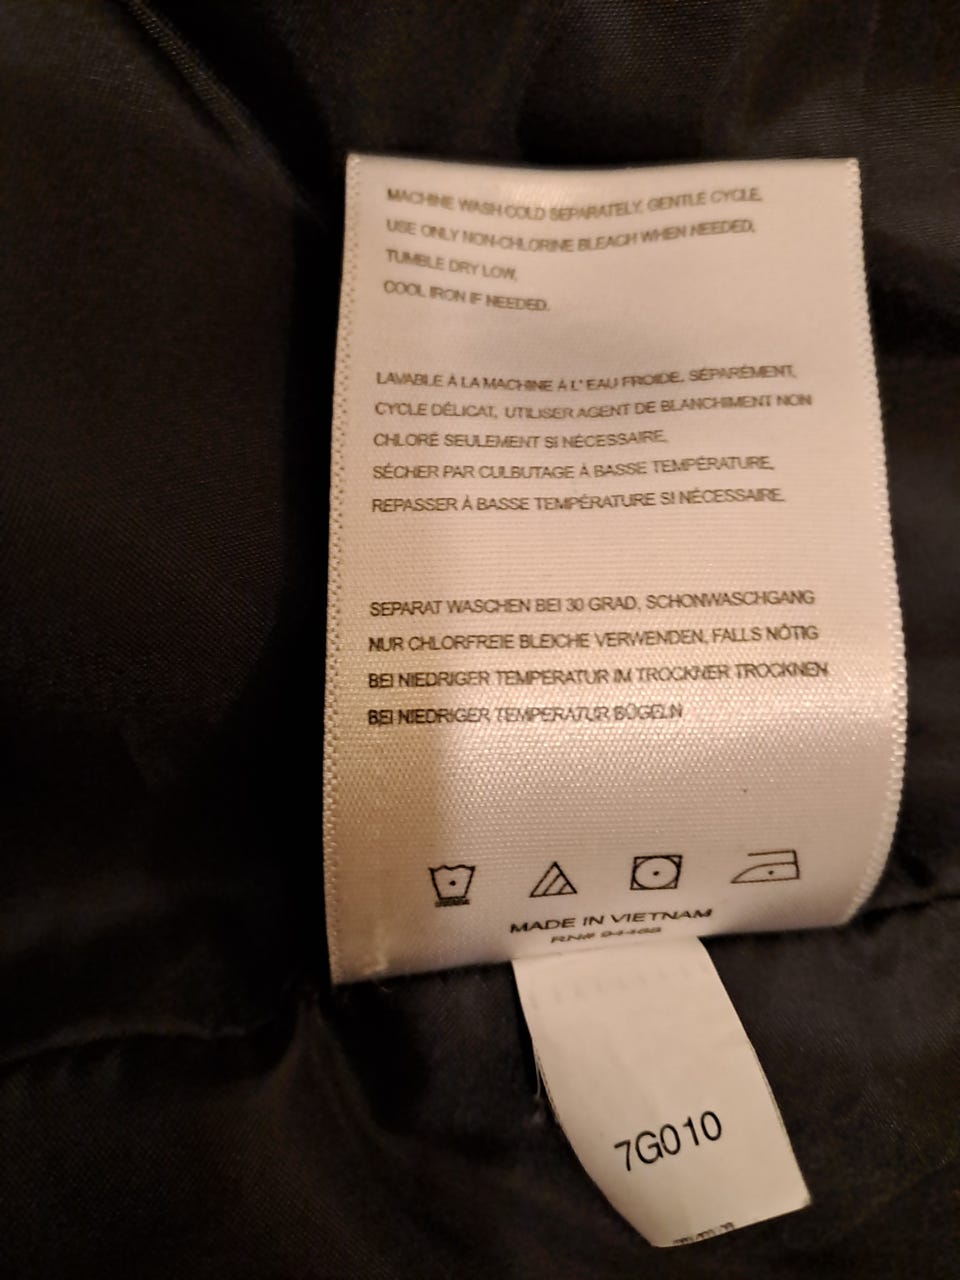 MACHINE WASH COLD SEPARATELY, GENTLE CYCLE,
USE ONLY NON-CHLORINE BLEACH WHEN NEEDED,
TUMBLE DRY LOW,
COOL IRON IF NEEDED.
LAVABLE À LA MACHINE À L' EAU FROIDE, SÉPARÉMENT,
CYCLE DÉLICAT, UTILISER AGENT DE BLANCHIMENT NON
CHLORÉ SEULEMENT SI NÉCESSAIRE,
SÉCHER PAR CULBUTAGE À BASSE TEMPÉRATURE,
REPASSER À BASSE TEMPÉRATURE SI NÉCESSAIRE.
SEPARAT WASCHEN BEI 30 GRAD, SCHONWASCHGANG
NUR CHLORFREIE BLEICHE VERWENDEN, FALLS NÖTIG
BEI NIEDRIGER TEMPERATUR IM TROCKNER TROCKNEN
BEI NIEDRIGER TEMPERATUR BÜGELN
MADE IN VIETNAM
RN#
7G010